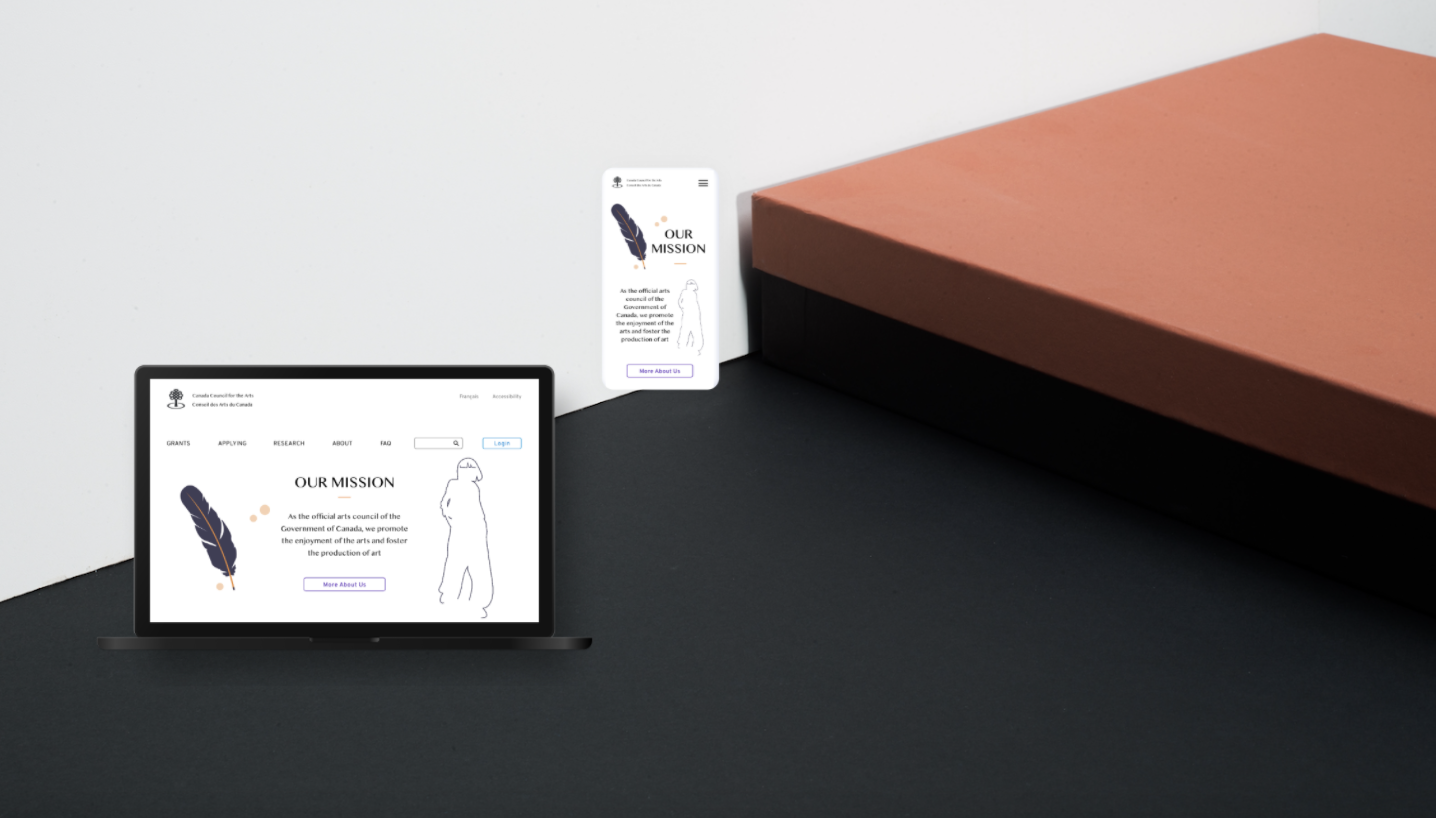 Canada Council for the Arts
Conseil des Arts du Canada
OUR
MISSION
As the official arts
council of the
Government of
Canada, we promote
the enjoyment of the
arts and foster the
production of art
More About Us
Canada Council for the Arts
Conseil des Arts du Canada
Français Accessibility
GRANTS APPLYING RESEARCH ABOUT FAQ Login
OUR MISSION
As the official arts council of the
Government of Canada, we promote
the enjoyment of the arts and foster
the production of art
More About Us